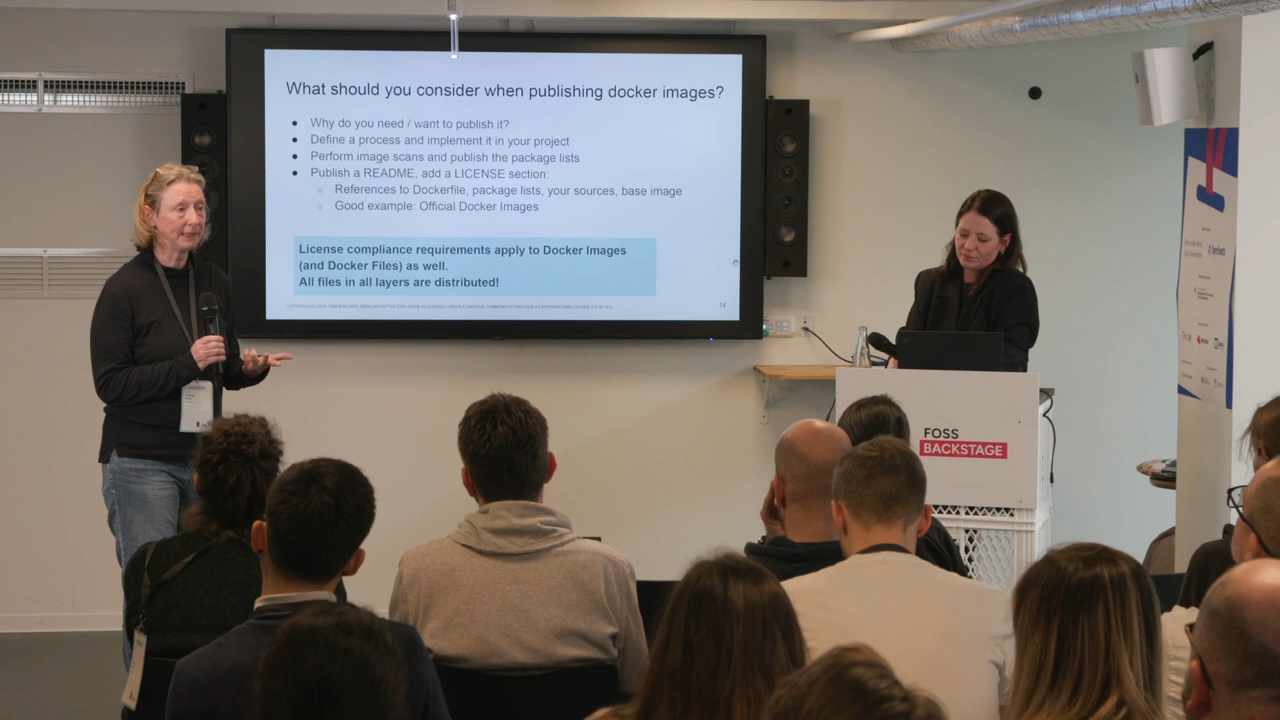 What should you consider when publishing docker images?
● Why do you need / want to publish it?
● Define a process and implement it in your project
● Perform image scans and publish the package lists
● Publish a README, add a LICENSE section:
○ References to Dockerfile, package lists, your sources, base image
○ Good example: Official Docker Images
License compliance requirements apply to Docker Images
(and Docker Files) as well.
All files in all layers are distributed!
14
FOSS
BACKSTAGE